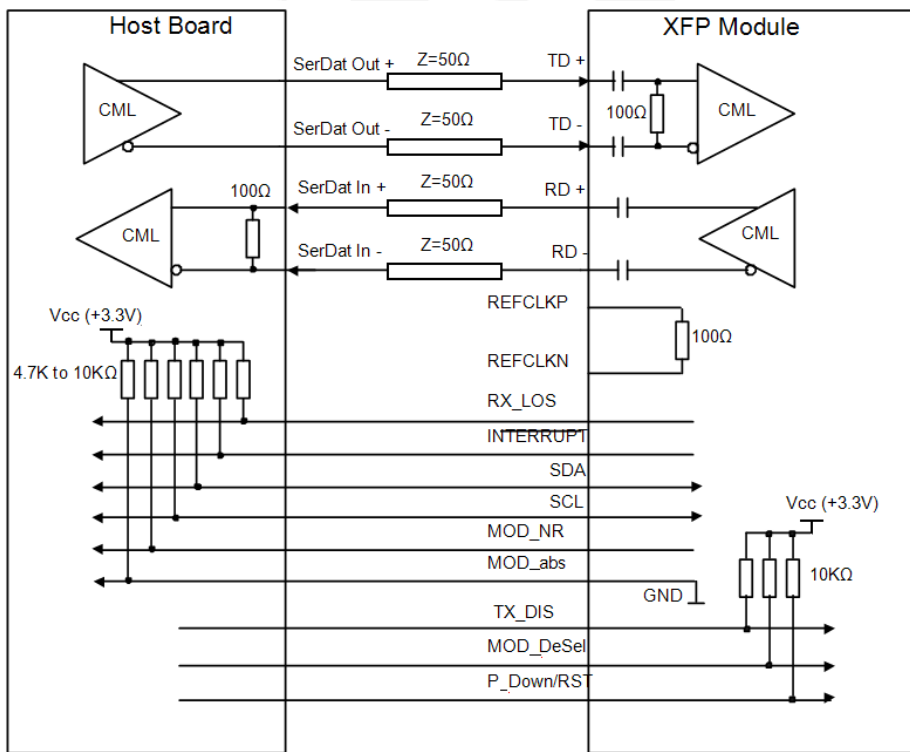 Host Board
XFP Module
SerDat Out +
Z=50Ω
TD +
CML
100Ω
CML
SerDat Out -
Z=50Ω
TD -
100Ω
SerDat In +
Z=50Ω
RD +
CML
CML
SerDat In -
Z=50Ω
RD -
REFCLKP
Vcc (+3.3V)
100Ω
4.7K to 10KΩ
REFCLKN
RX_LOS
INTERRUPT
SDA
SCL
Vcc (+3.3V)
MOD_NR
MOD_abs
10KΩ
GND
TX_DIS
MOD_DeSel
P_Down/RST